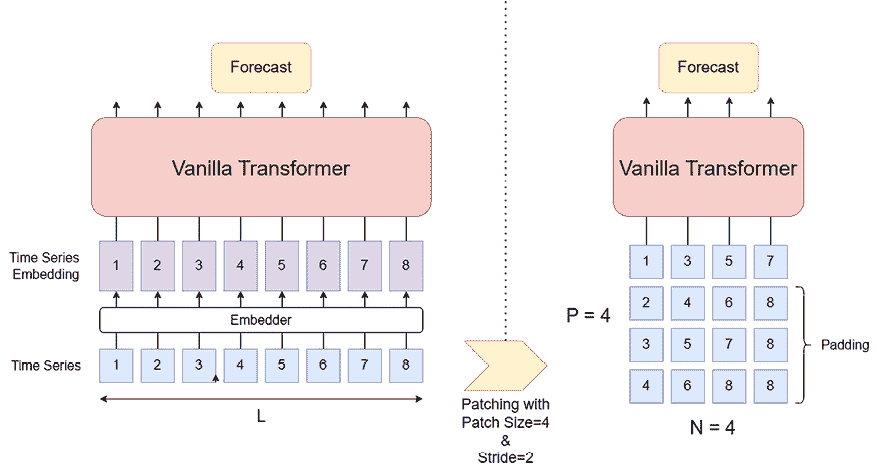 Forecast
Vanilla Transformer
Time Series
Embedding
1 2 3 4 5 6 7 8
Embedder
Time Series
1 2 3 4 5 6 7 8
L
Patching with
Patch Size=4
&
Stride=2
Forecast
Vanilla Transformer
1 3 5 7
2 4 6 8
P = 4
3 5 7 8
Padding
4 6 8 8
N = 4